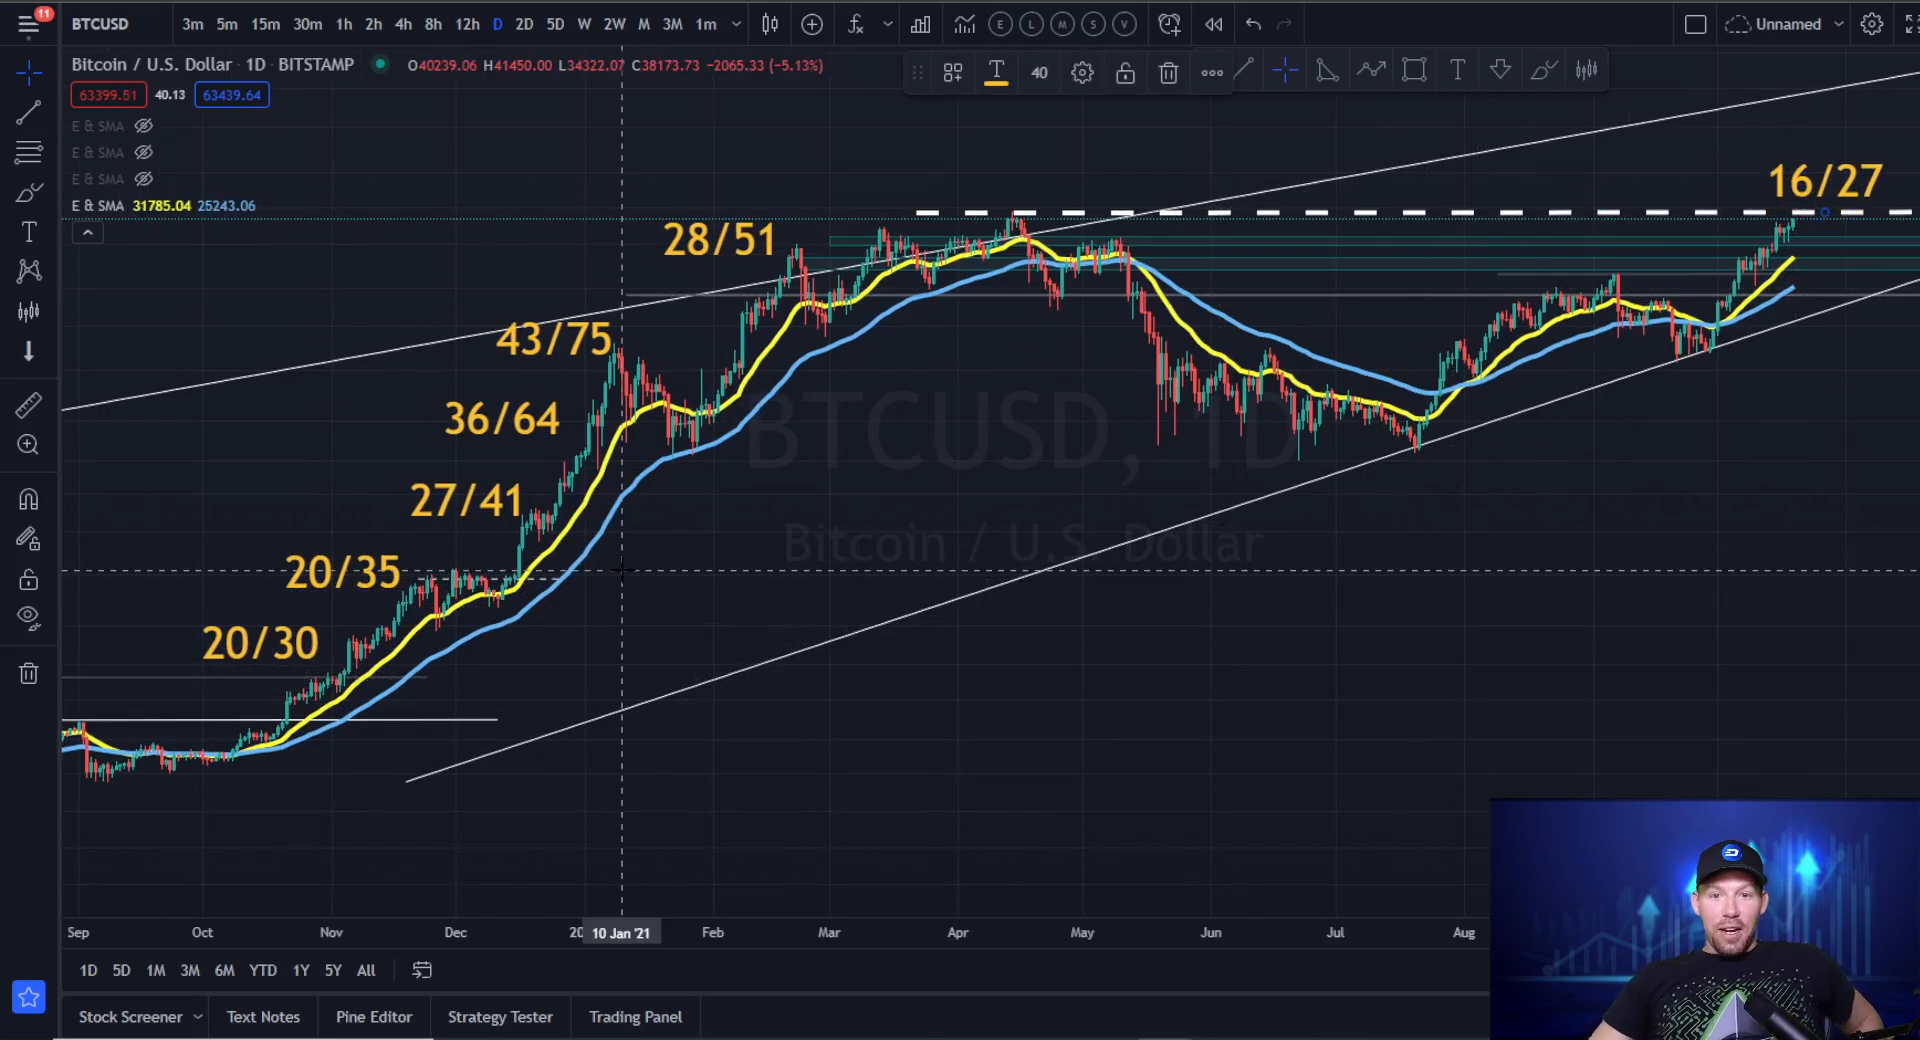 11
BTCUSD 3m 5m 15m 30m 1h 2h 4h 8h 12h D 2D 5D W 2W M 3M 1m E L M S V Unnamed
Bitcoin / U.S. Dollar · 1D · BITSTAMP O40239.06 H41450.00 L34322.07 C38173.73 −2065.33 (−5.13%)
T 40 T
63399.51 40.13 63439.64
E & SMA
E & SMA
E & SMA
E & SMA 31785.04 25243.06
16/27
28/51
43/75
36/64
27/41
20/35
20/30
BTCUSD, 1D
Bitcoin / U.S. Dollar
Sep Oct Nov Dec 20 10 Jan '21 Feb Mar Apr May Jun Jul Aug
1D 5D 1M 3M 6M YTD 1Y 5Y All
Stock Screener Text Notes Pine Editor Strategy Tester Trading Panel